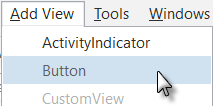 Add View Tools Windows
ActivityIndicator
Button
CustomView